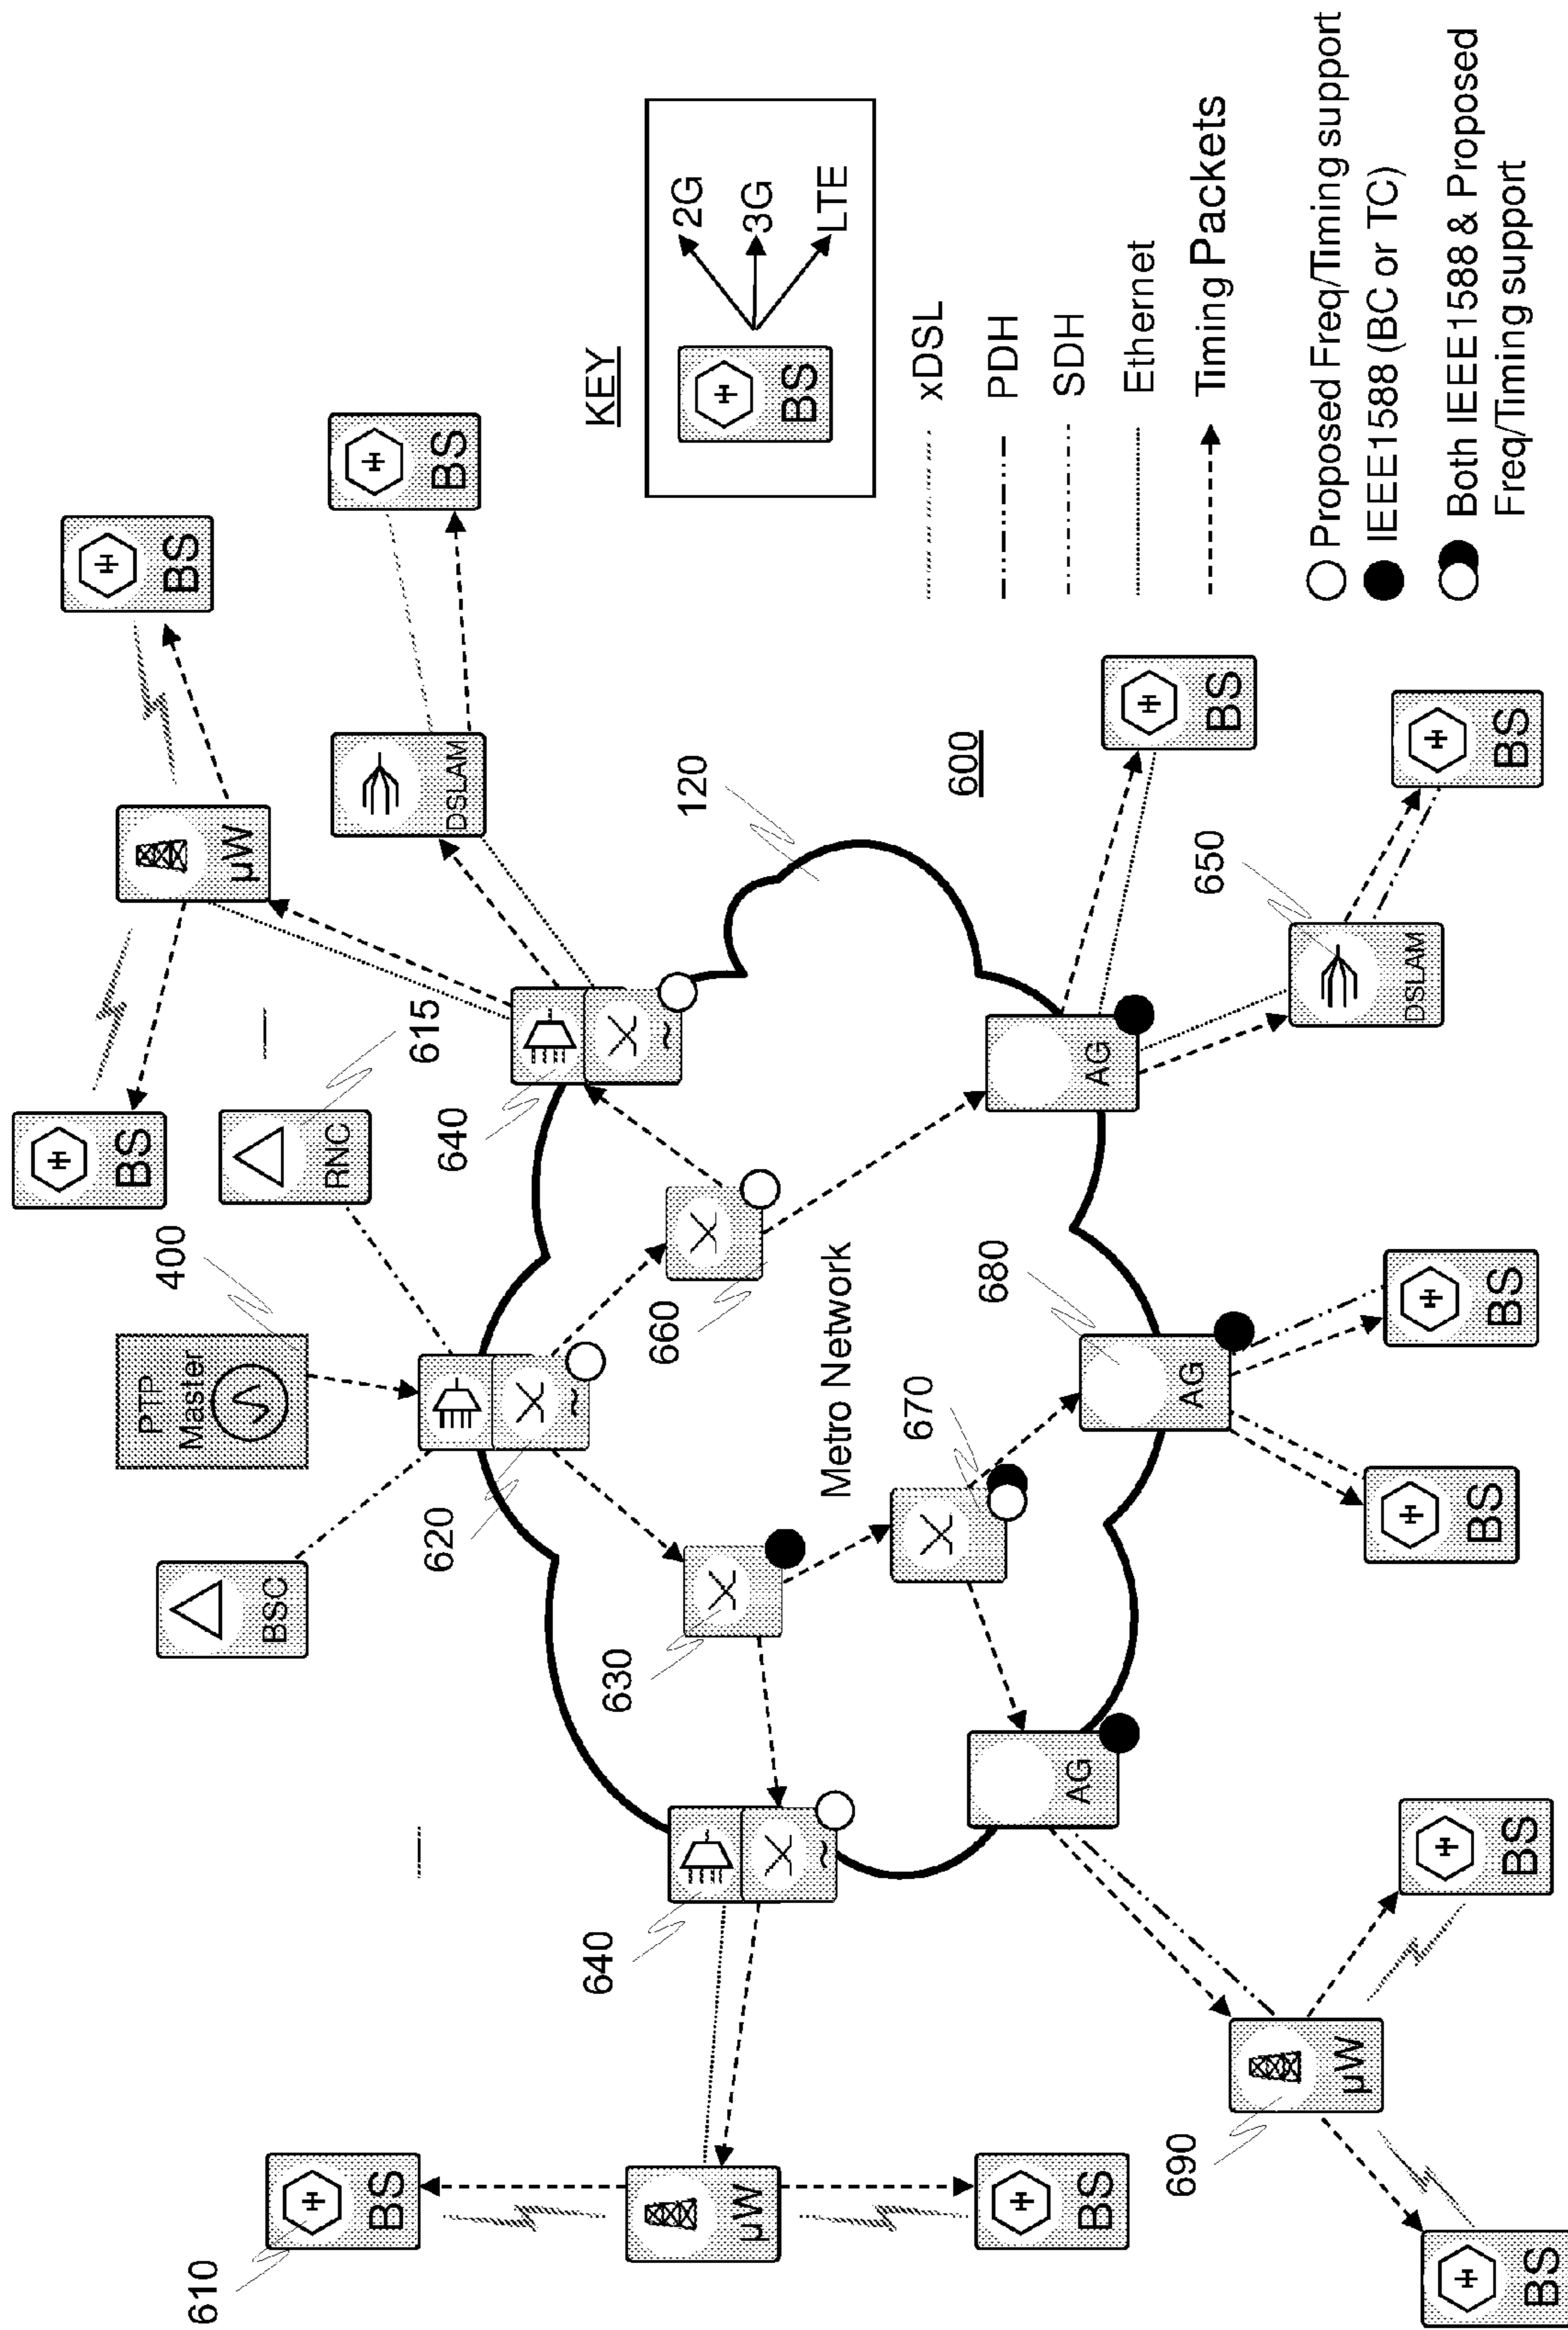 BS
PTP
Master
400
BS
610
µW
BSC
RNC
BS
615
620
640
BS
DSLAM
640
630
660
KEY
2G
3G
LTE
BS
120
µW
Metro Network
670
xDSL
600
680
PDH
SDH
AG
AG
BS
Ethernet
690
AG
650
Timing Packets
BS
Proposed Freq/Timing support
µW
IEEE1588 (BC or TC)
DSLAM
Both IEEE1588 & Proposed
Freq/Timing support
BS
BS
BS
BS
BS